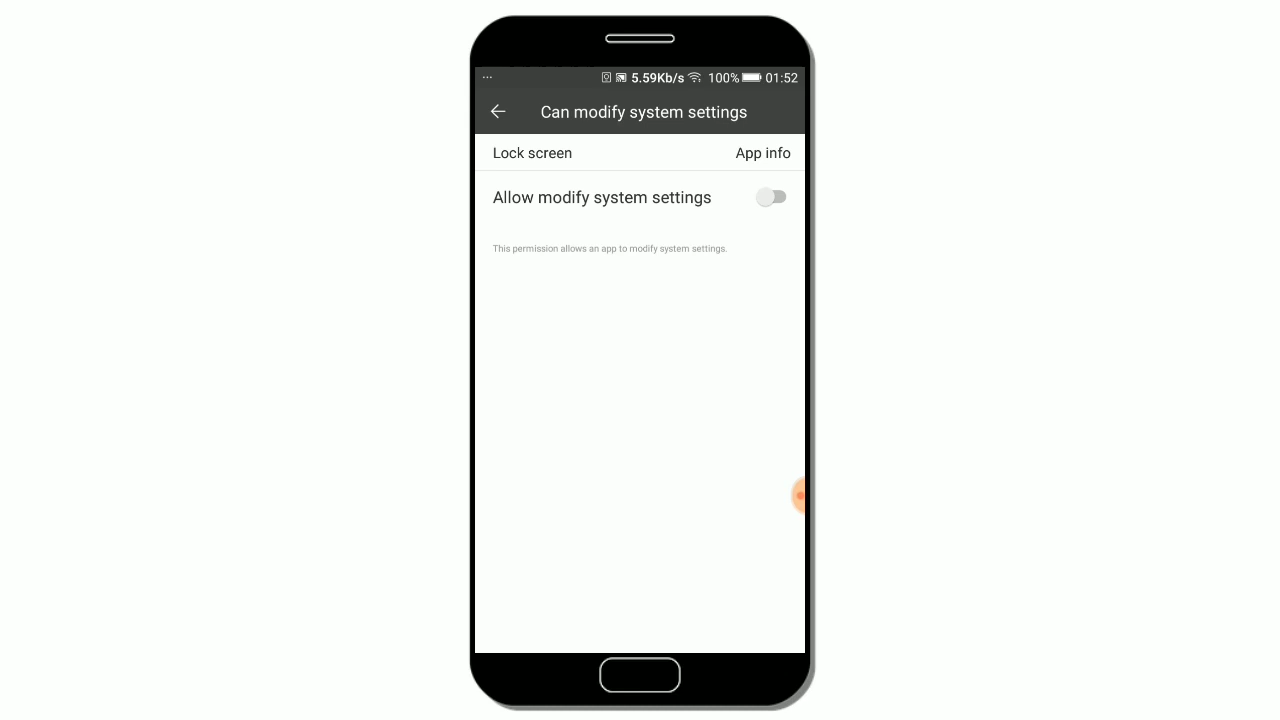 ... 5.59Kb/s 100% 01:52
Can modify system settings
Lock screen App info
Allow modify system settings
This permission allows an app to modify system settings.